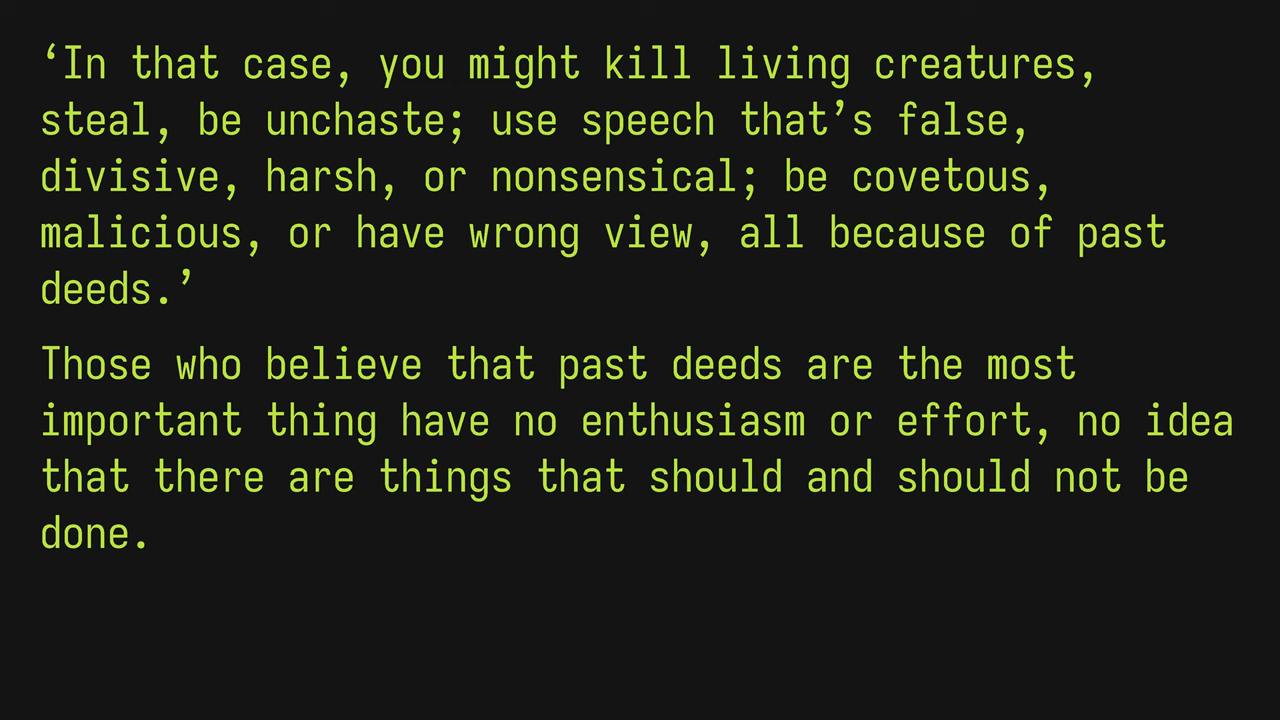 ‘In that case, you might kill living creatures,
steal, be unchaste; use speech that’s false,
divisive, harsh, or nonsensical; be covetous,
malicious, or have wrong view, all because of past
deeds.’
Those who believe that past deeds are the most
important thing have no enthusiasm or effort, no idea
that there are things that should and should not be
done.